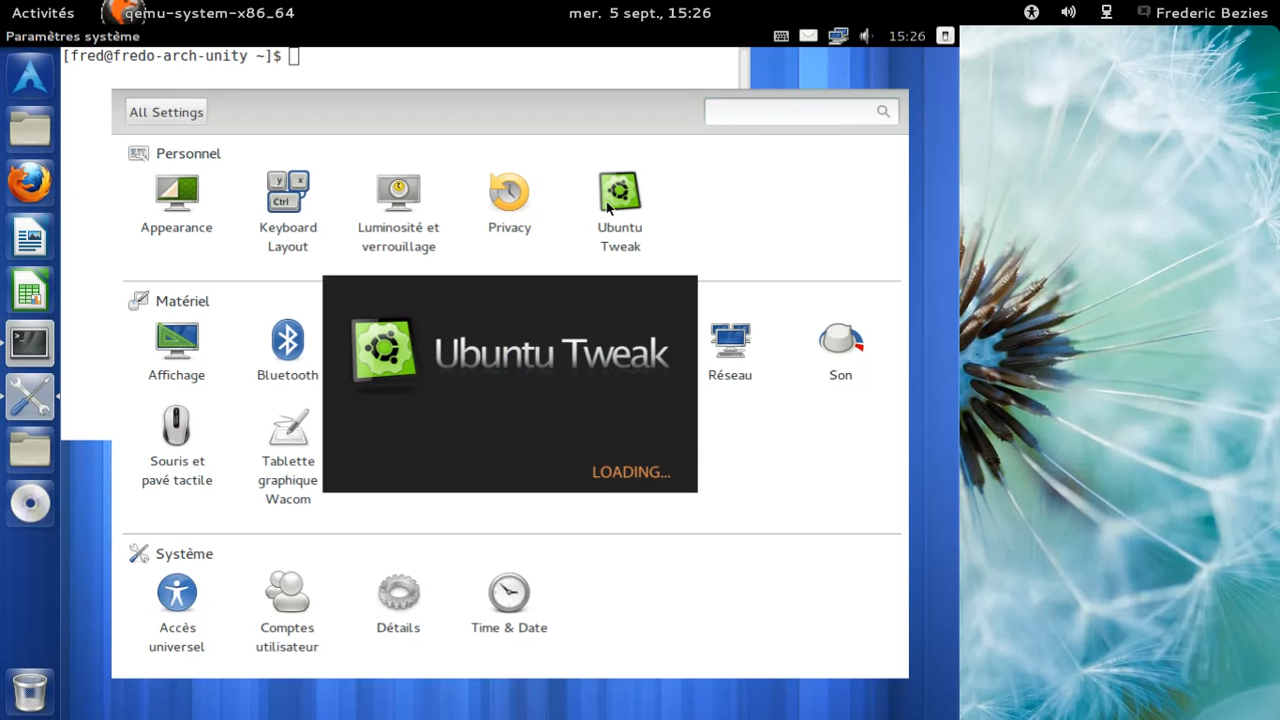 Activités
qemu-system-x86_64
mer. 5 sept., 15:26
Frederic Bezies
Paramètres système
15:26
[fred@fredo-arch-unity ~]$
All Settings
Personnel
Appearance
Keyboard
Layout
Luminosité et
verrouillage
Privacy
Ubuntu
Tweak
Matériel
Affichage
Bluetooth
Réseau
Son
Souris et
pavé tactile
Tablette
graphique
Wacom
Ubuntu Tweak
LOADING...
Système
Accès
universel
Comptes
utilisateur
Détails
Time & Date
y
x
Ctrl